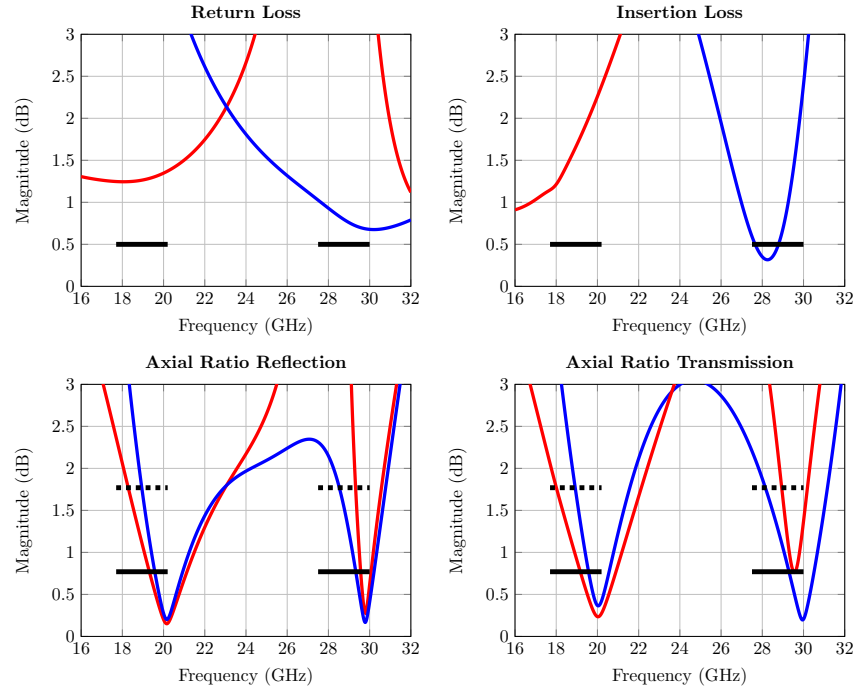 Return Loss
3
2.5
2
1.5
1
0.5
0
16 18 20 22 24 26 28 30 32
Magnitude (dB)
Frequency (GHz)
Insertion Loss
3
2.5
2
1.5
1
0.5
0
16 18 20 22 24 26 28 30 32
Magnitude (dB)
Frequency (GHz)
Axial Ratio Reflection
3
2.5
2
1.5
1
0.5
0
16 18 20 22 24 26 28 30 32
Magnitude (dB)
Frequency (GHz)
Axial Ratio Transmission
3
2.5
2
1.5
1
0.5
0
16 18 20 22 24 26 28 30 32
Magnitude (dB)
Frequency (GHz)